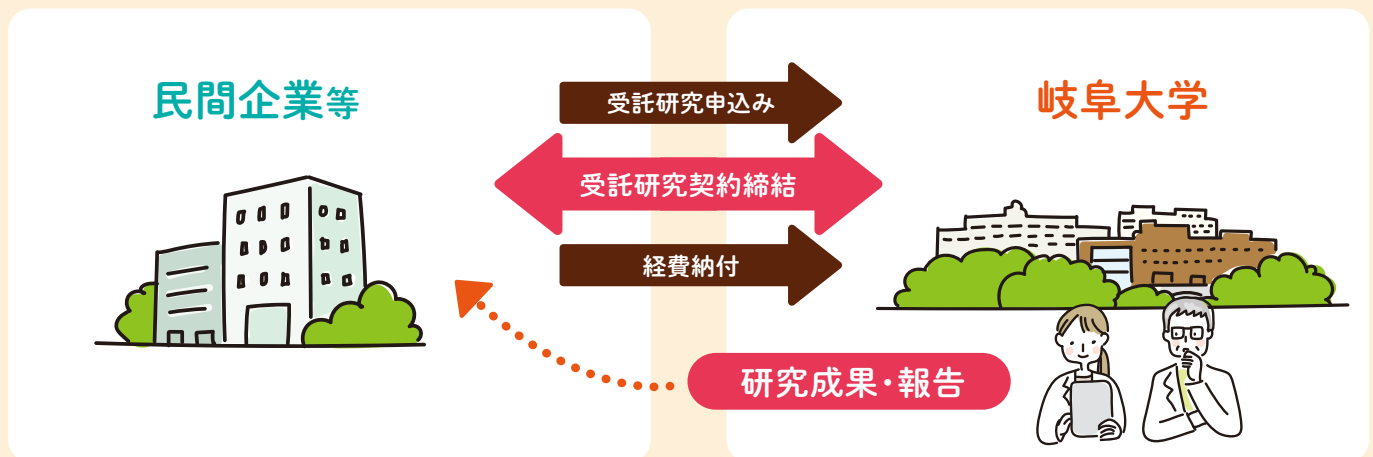 民間企業等
受託研究申込み
岐阜大学
受託研究契約締結
経費納付
研究成果・報告